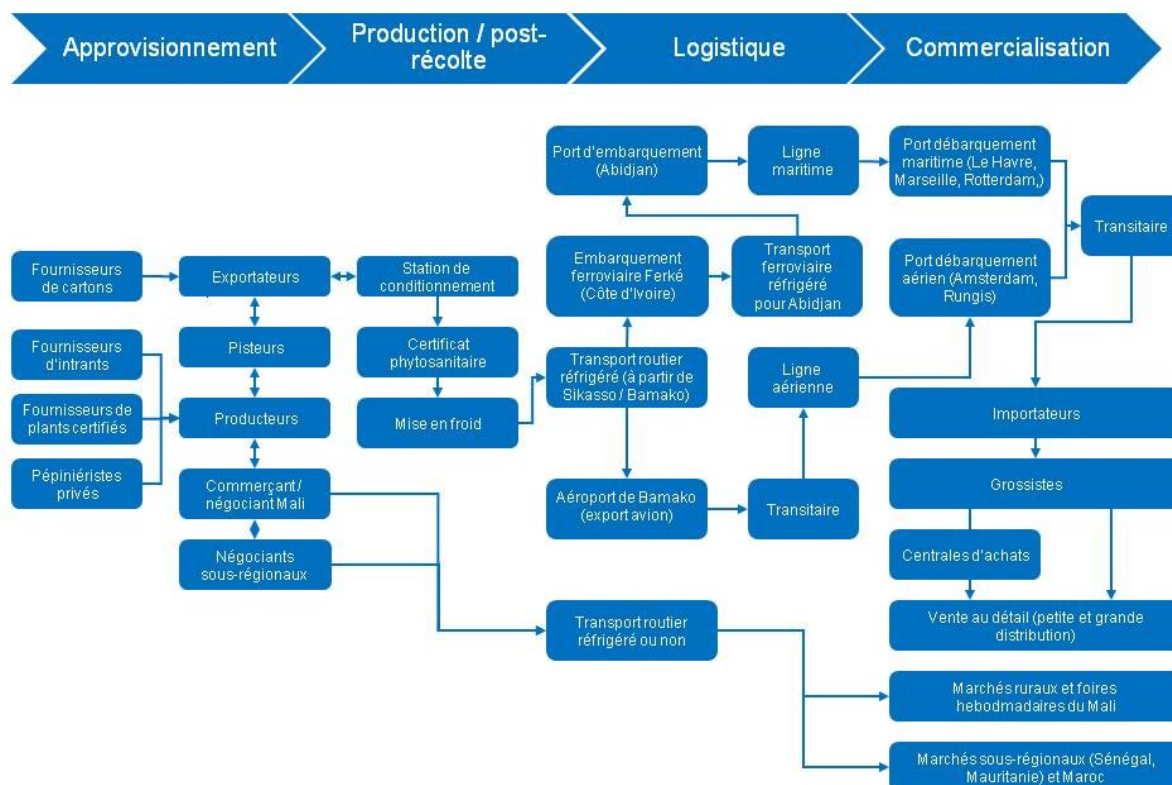 Approvisionnement
Production / post-
récolte
Logistique
Commercialisation
Port d'embarquement
(Abidjan)
Ligne
maritime
Port débarquement
maritime (Le Havre,
Marseille, Rotterdam,)
Transitaire
Fournisseurs
de cartons
Exportateurs
Station de
conditionnement
Embarquement
ferroviaire Ferké
(Côte d'Ivoire)
Transport
ferroviaire
réfrigéré
pour Abidjan
Port débarquement
aérien (Amsterdam,
Rungis)
Fournisseurs
d'intrants
Pisteurs
Certificat
phytosanitaire
Transport routier
réfrigéré (à partir de
Sikasso / Bamako)
Ligne
aérienne
Fournisseurs de
plants certifiés
Producteurs
Mise en froid
Importateurs
Pépiniéristes
privés
Commerçant/
négociant Mali
Aéroport de Bamako
(export avion)
Transitaire
Grossistes
Négociants
sous-régionaux
Centrales d'achats
Transport routier
réfrigéré ou non
Vente au détail (petite et grande
distribution)
Marchés ruraux et foires
hebodmadaires du Mali
Marchés sous-régionaux (Sénégal,
Mauritanie) et Maroc